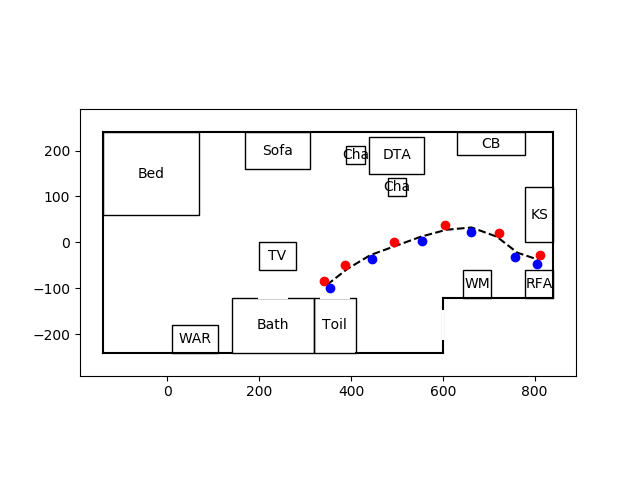 200
100
0
−100
−200
0
200
400
600
800
Bed
Sofa
Cha
DTA
CB
Cha
KS
TV
WM
RFA
Bath
Toil
WAR